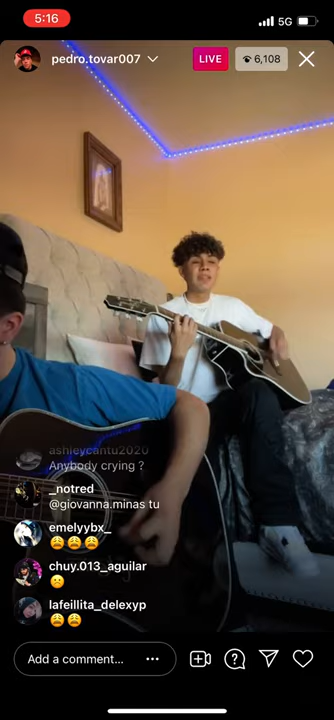 5:16
5G
pedro.tovar007
LIVE
6,108
ashleycantu2020
Anybody crying ?
_notred
@giovanna.minas tu
emelyybx_
😩😩😩
chuy.013_aguilar
☹️
lafeillita_delexyp
😩😩
Add a comment...